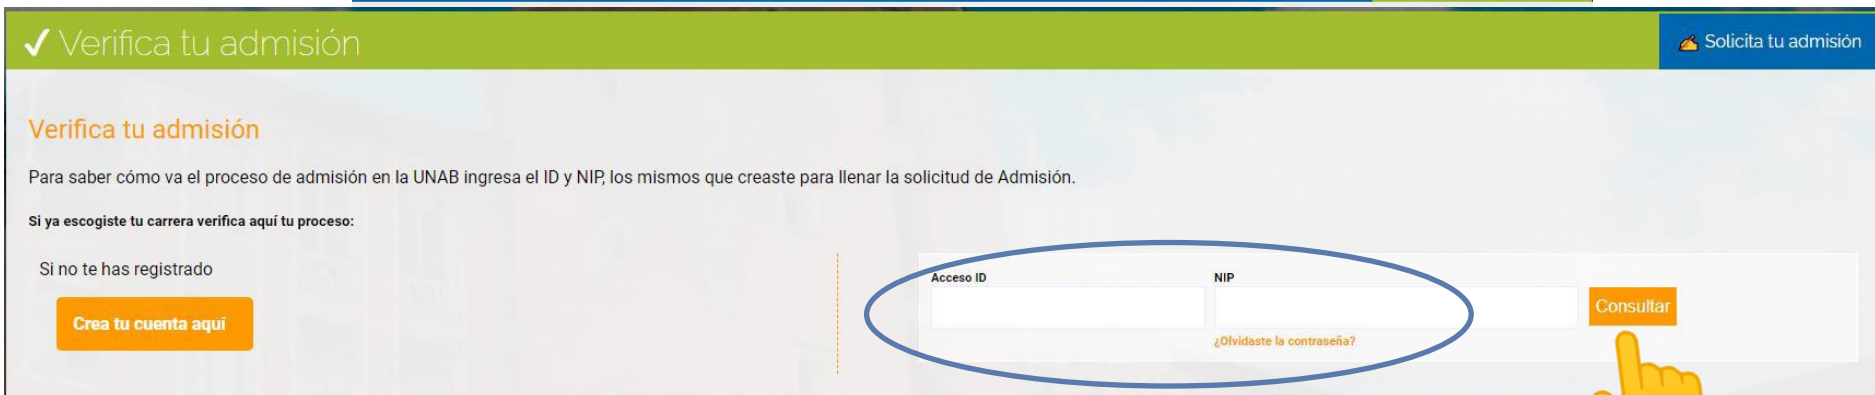 Verifica tu admisión
Solicita tu admisión
Verifica tu admisión
Para saber cómo va el proceso de admisión en la UNAB ingresa el ID y NIP, los mismos que creaste para llenar la solicitud de Admisión.
Si ya escogiste tu carrera verifica aquí tu proceso:
Si no te has registrado
Crea tu cuenta aquí
Acceso ID
NIP
Consultar
¿Olvidaste la contraseña?